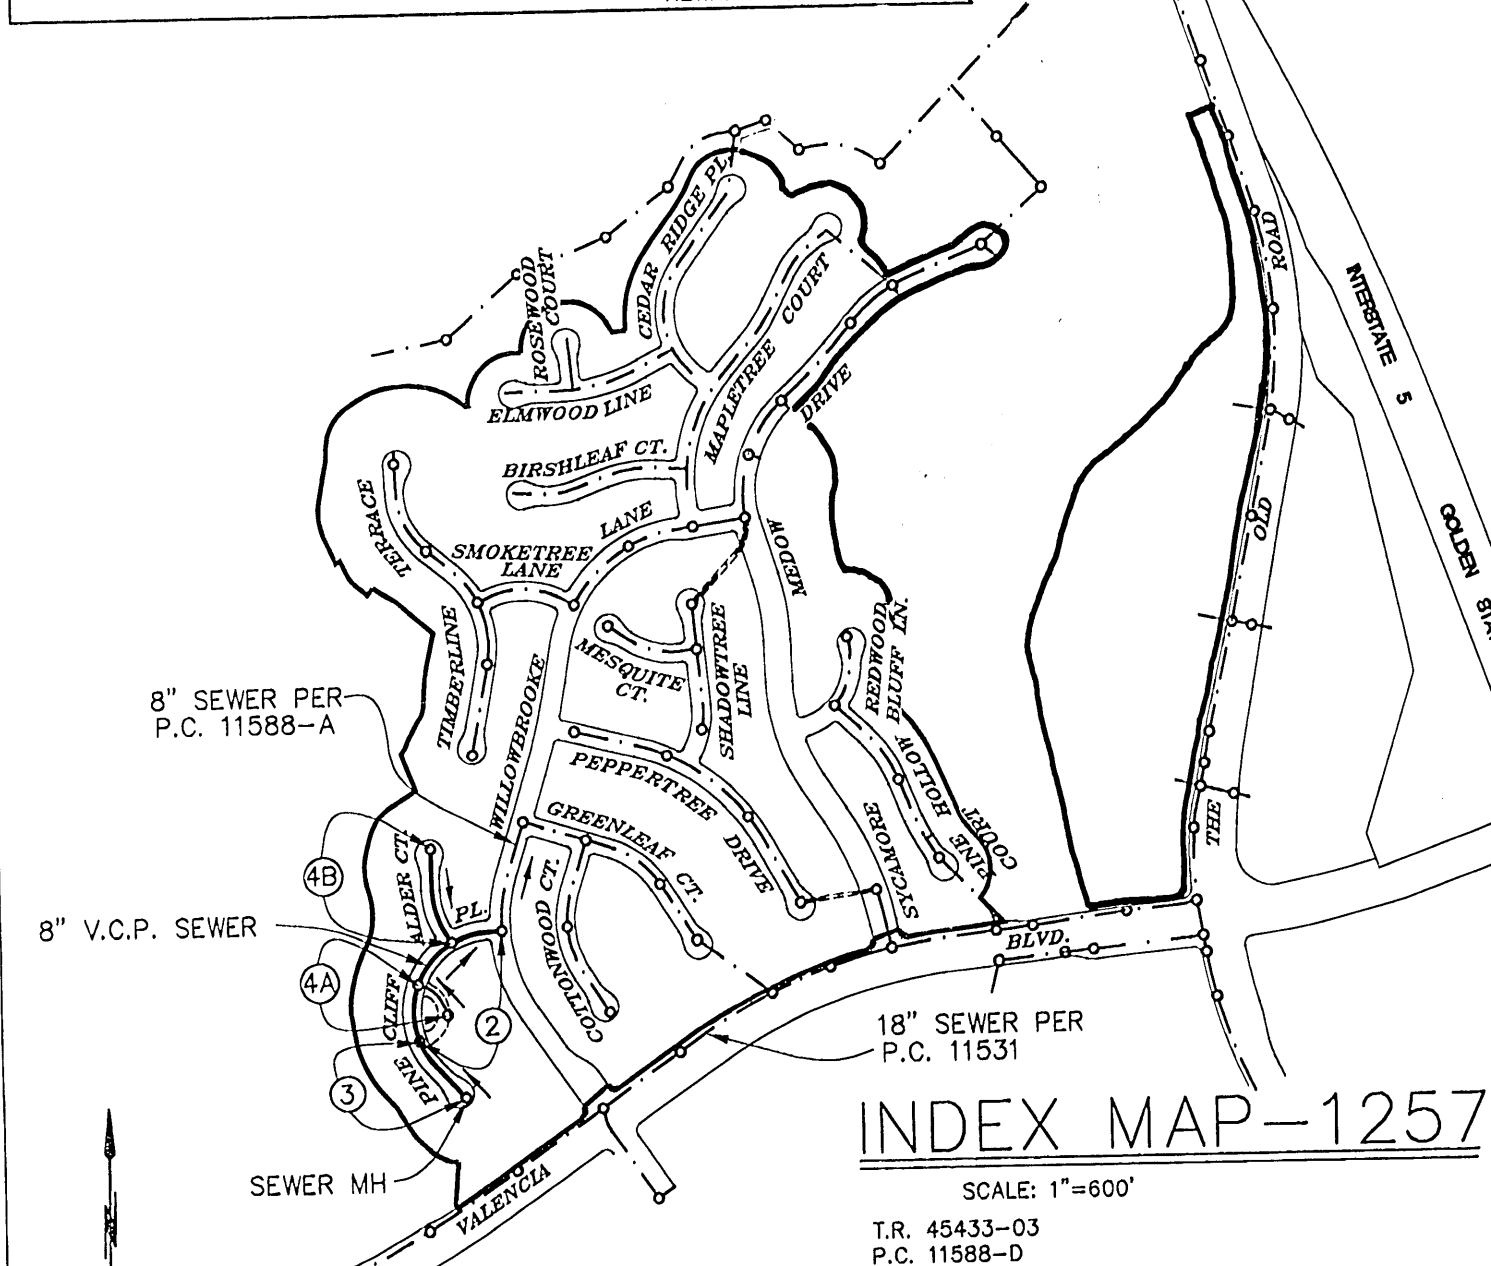 CEDAR RIDGE PL.
ROSEWOOD
COURT
ELMWOOD LINE
MAPLETREE COURT
DRIVE
BIRSHLEAF CT.
TERRACE
SMOKETREE LANE
LANE
TIMBERLINE
MEDOW
MESQUITE
CT.
SHADOWTREE
LINE
REDWOOD
BLUFF LN.
WILLOWBROOKE
8" SEWER PER
P.C. 11588-A
PEPPERTREE DRIVE
GREENLEAF CT.
HOLLOW
PINE
COURT
SYCAMORE
4B
ALDER CT.
PL.
8" V.C.P. SEWER
4A
CLIFF
PINE
COTTONWOOD CT.
2
3
SEWER MH
VALENCIA
BLVD.
18" SEWER PER
P.C. 11531
THE
OLD
ROAD
INTERSTATE 5
GOLDEN
INDEX MAP-1257
SCALE: 1"=600'
T.R. 45433-03
P.C. 11588-D